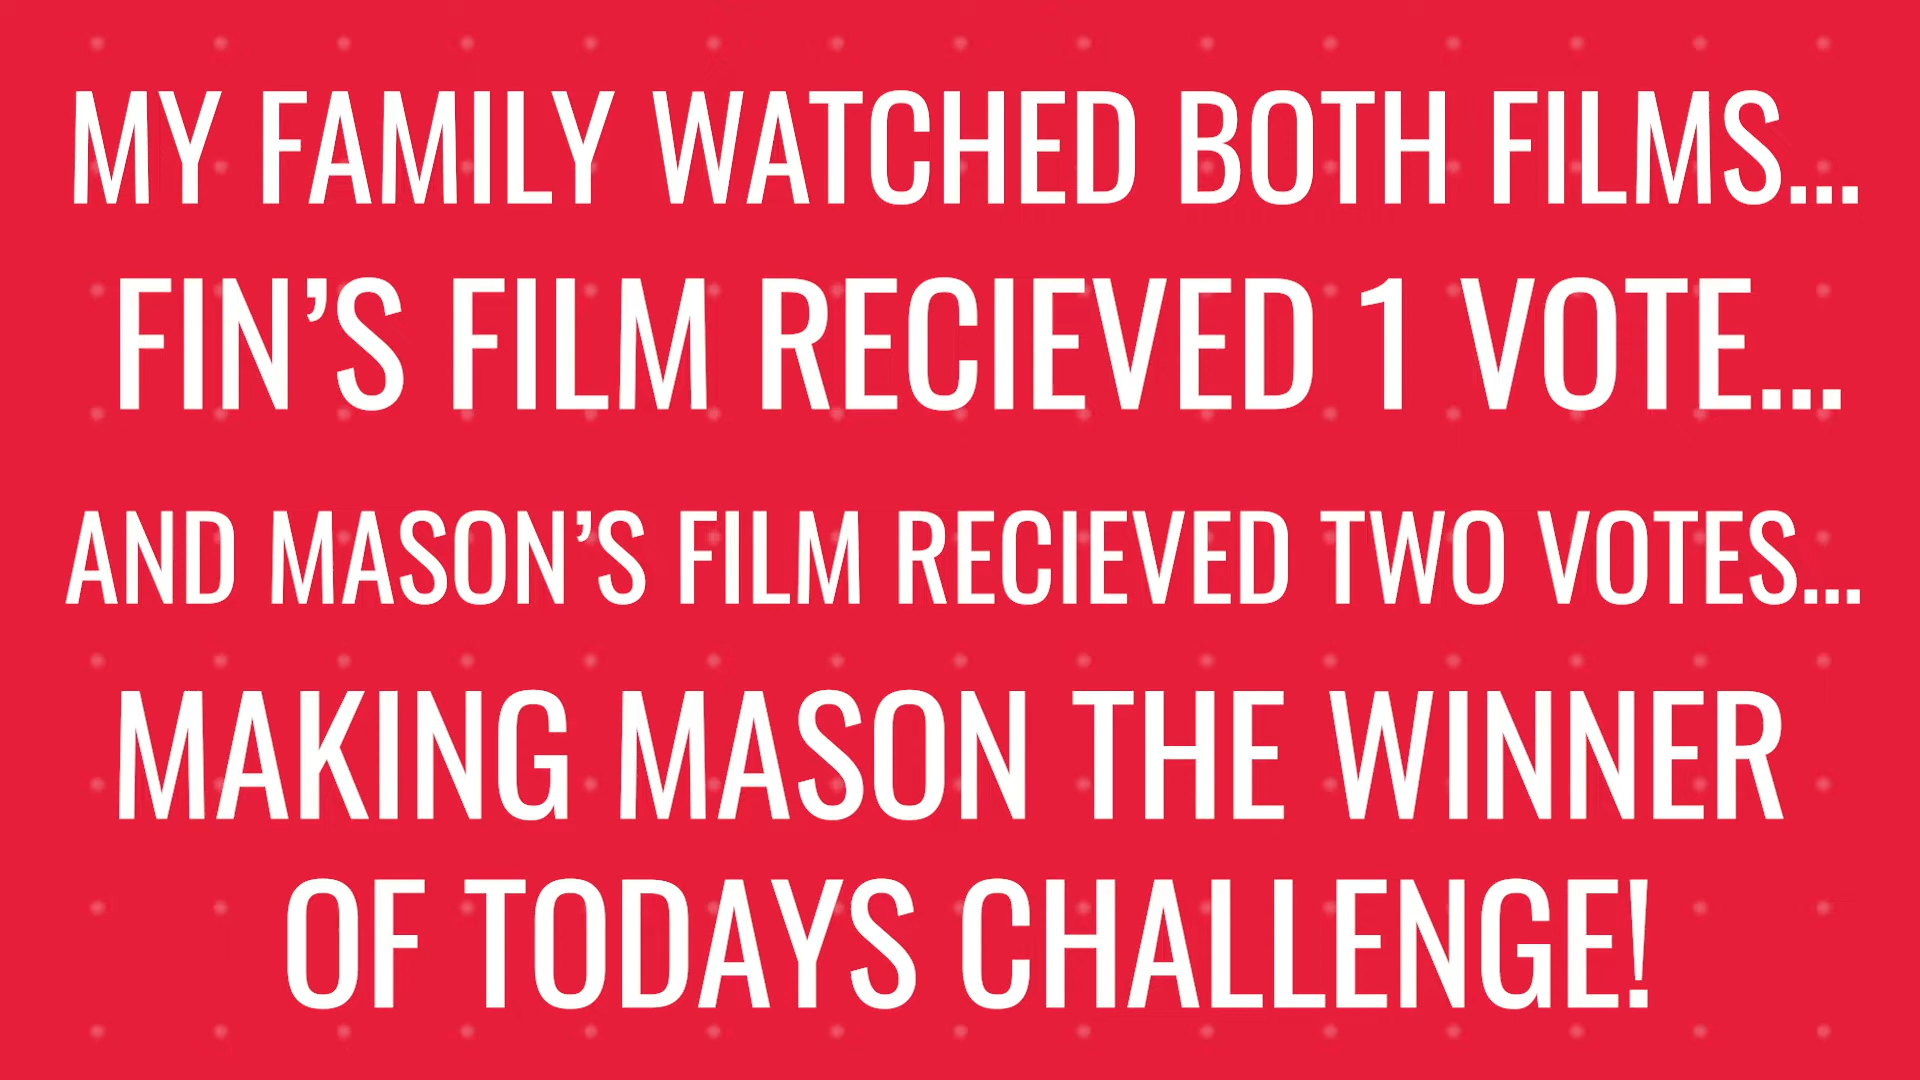 MY FAMILY WATCHED BOTH FILMS...
FIN’S FILM RECIEVED 1 VOTE...
AND MASON’S FILM RECIEVED TWO VOTES...
MAKING MASON THE WINNER
OF TODAYS CHALLENGE!